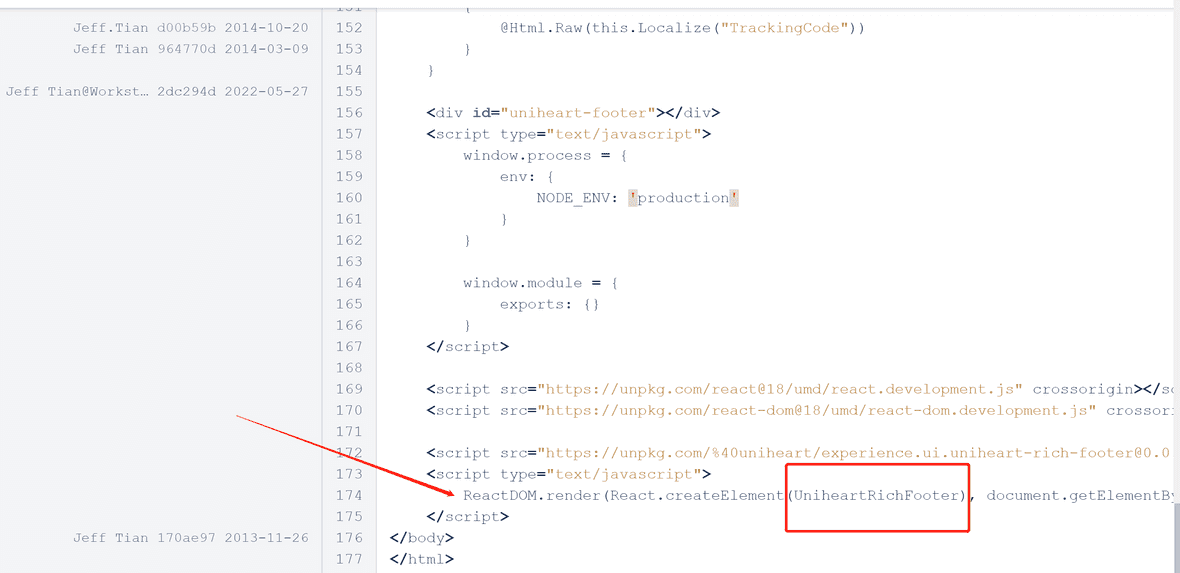 151 {
Jeff.Tian d00b59b 2014-10-20 152 @Html.Raw(this.Localize("TrackingCode"))
Jeff Tian 964770d 2014-03-09 153 }
154 }
Jeff Tian@Workst… 2dc294d 2022-05-27 155
156 <div id="uniheart-footer"></div>
157 <script type="text/javascript">
158 window.process = {
159 env: {
160 NODE_ENV: 'production'
161 }
162 }
163
164 window.module = {
165 exports: {}
166 }
167 </script>
168
169 <script src="https://unpkg.com/react@18/umd/react.development.js" crossorigin></sc
170 <script src="https://unpkg.com/react-dom@18/umd/react-dom.development.js" crossori
171
172 <script src="https://unpkg.com/%40uniheart/experience.ui.uniheart-rich-footer@0.0
173 <script type="text/javascript">
174 ReactDOM.render(React.createElement(UniheartRichFooter), document.getElementBy
175 </script>
Jeff Tian 170ae97 2013-11-26 176 </body>
177 </html>